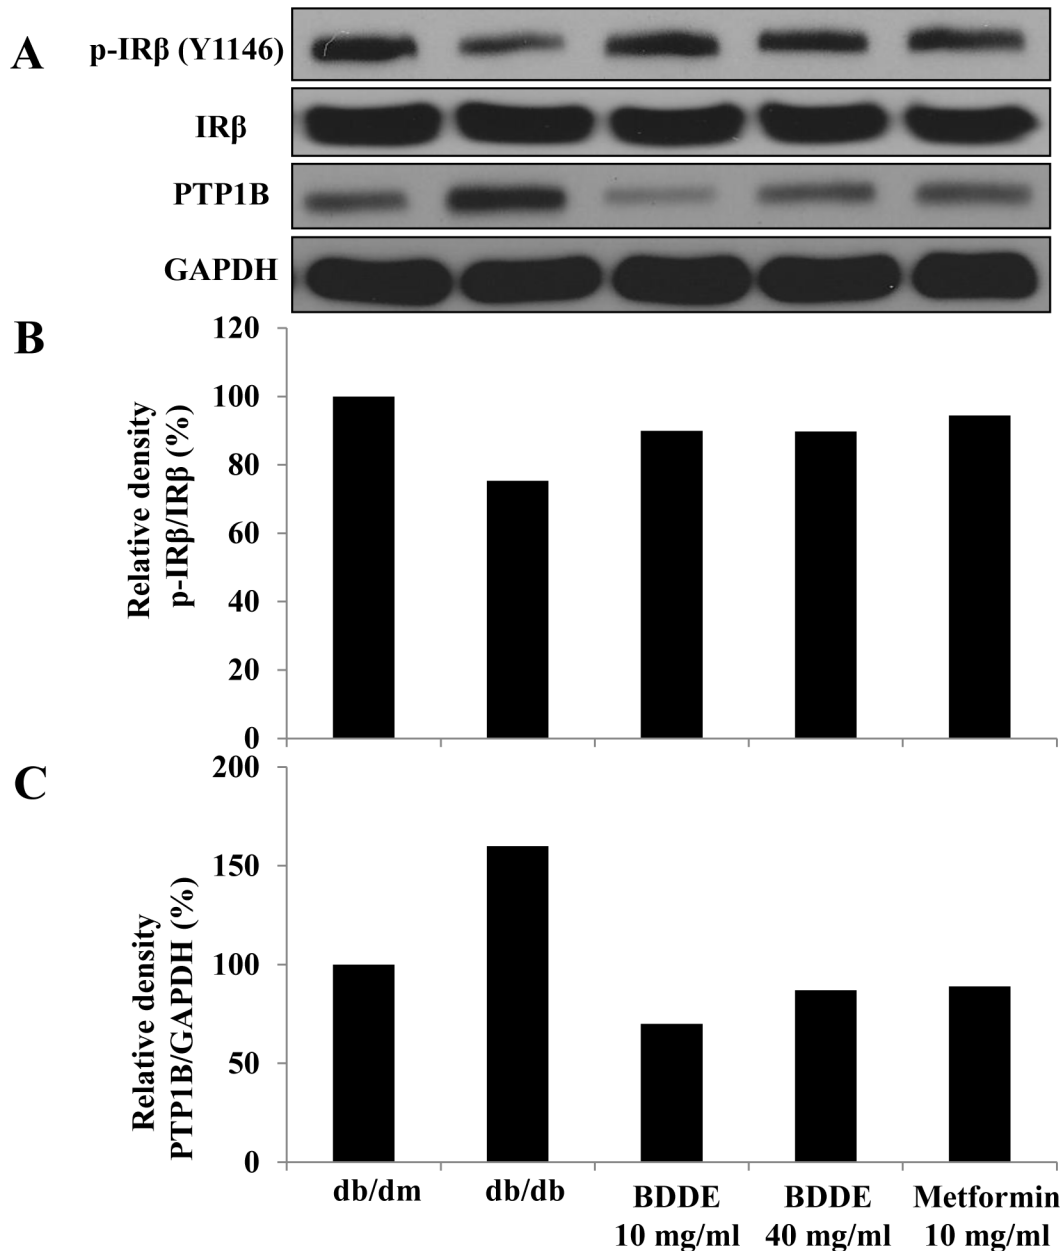 A
p-IRβ (Y1146)
IRβ
PTP1B
GAPDH
B
Relative density
p-IRβ/IRβ (%)
120
100
80
60
40
20
0
C
Relative density
PTP1B/GAPDH (%)
200
150
100
50
0
db/dm
db/db
BDDE
10 mg/ml
BDDE
40 mg/ml
Metformin
10 mg/ml